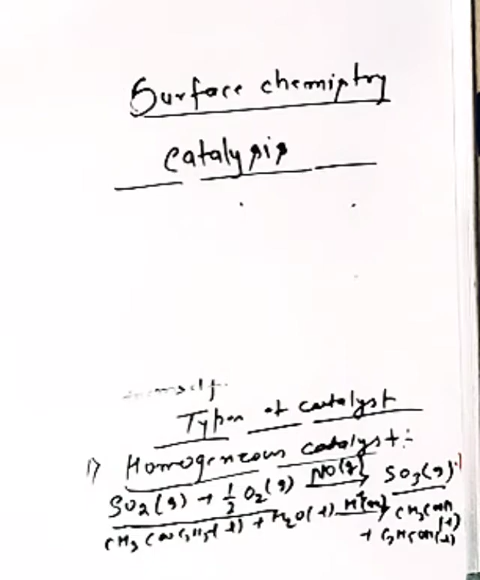 Surface chemistry
Catalysis
Types of catalyst
1) Homogeneous catalyst :-
SO2(g) + 1/2 O2(g) NO(g) → SO3(g)
CH3COOC2H5(l) + H2O(l) H+(aq) → CH3COOH(l)
+ C2H5OH(l)